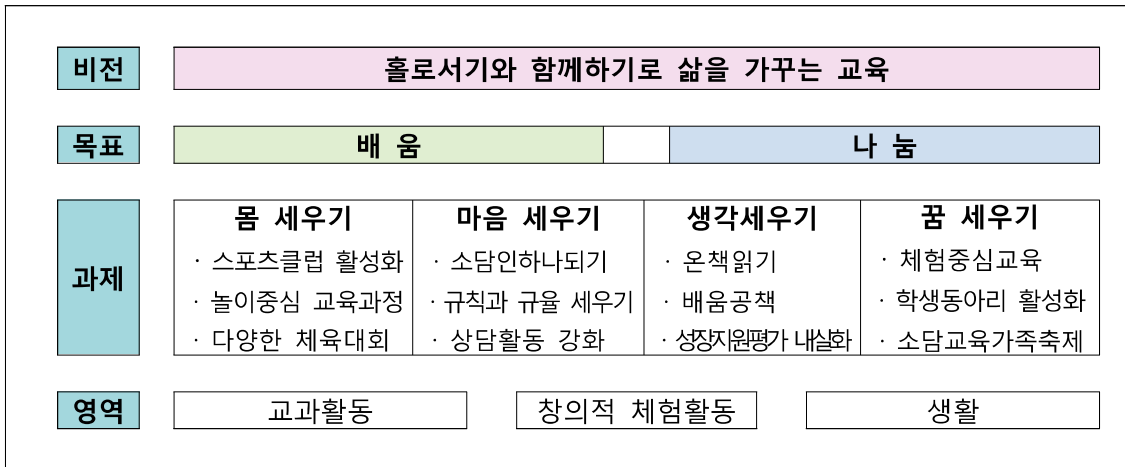 비전
홀로서기와 함께하기로 삶을 가꾸는 교육
목표
배 움
나 눔
과제
몸 세우기
· 스포츠클럽 활성화
· 놀이중심 교육과정
· 다양한 체육대회
마음 세우기
· 소담인하나되기
· 규칙과 규율 세우기
· 상담활동 강화
생각세우기
· 온책읽기
· 배움공책
· 성장지원평가 내실화
꿈 세우기
· 체험중심교육
· 학생동아리 활성화
· 소담교육가족축제
영역
교과활동
창의적 체험활동
생활